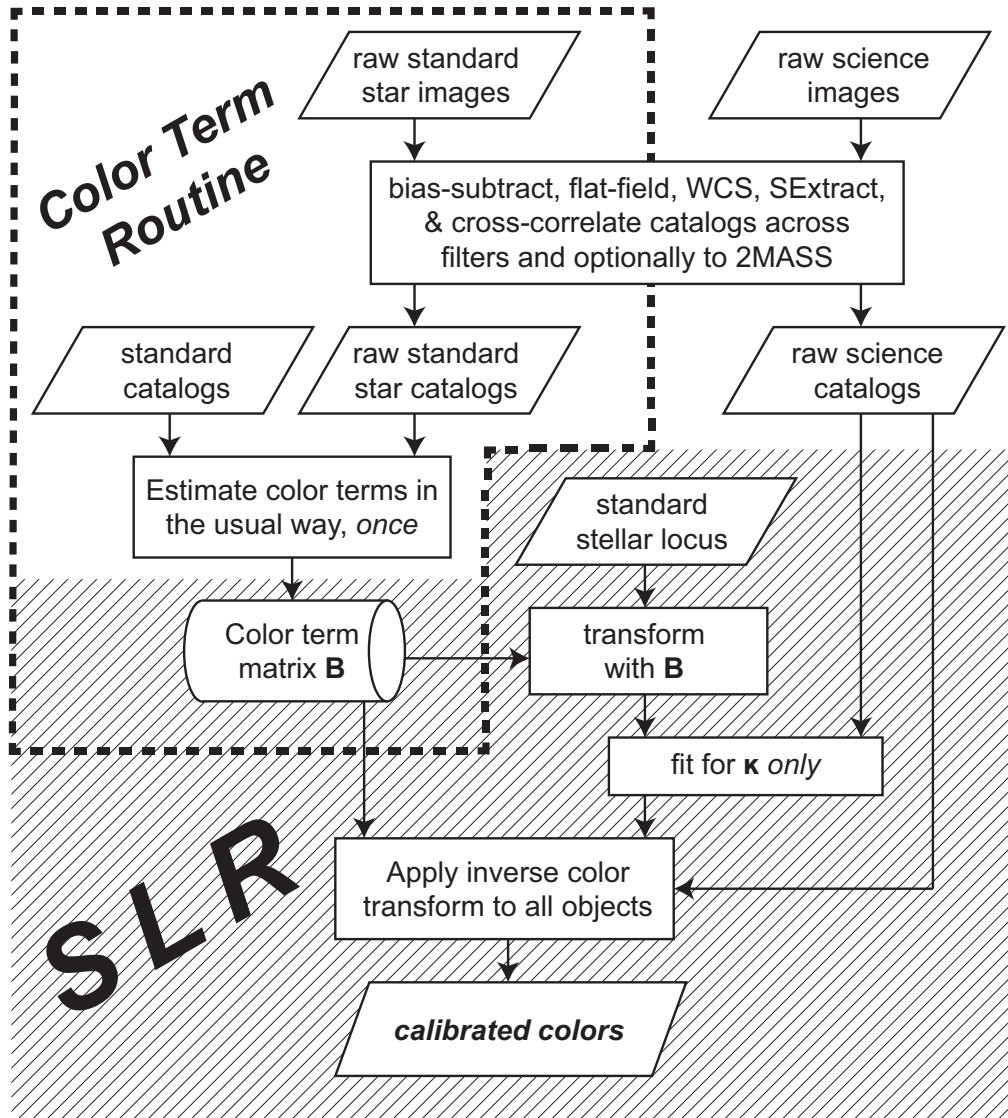 raw standard
star images
raw science
images
Color Term
Routine
bias-subtract, flat-field, WCS, SExtract,
& cross-correlate catalogs across
filters and optionally to 2MASS
standard
catalogs
raw standard
star catalogs
raw science
catalogs
Estimate color terms in
the usual way, once
standard
stellar locus
Color term
matrix B
transform
with B
fit for κ only
SLR
Apply inverse color
transform to all objects
calibrated colors